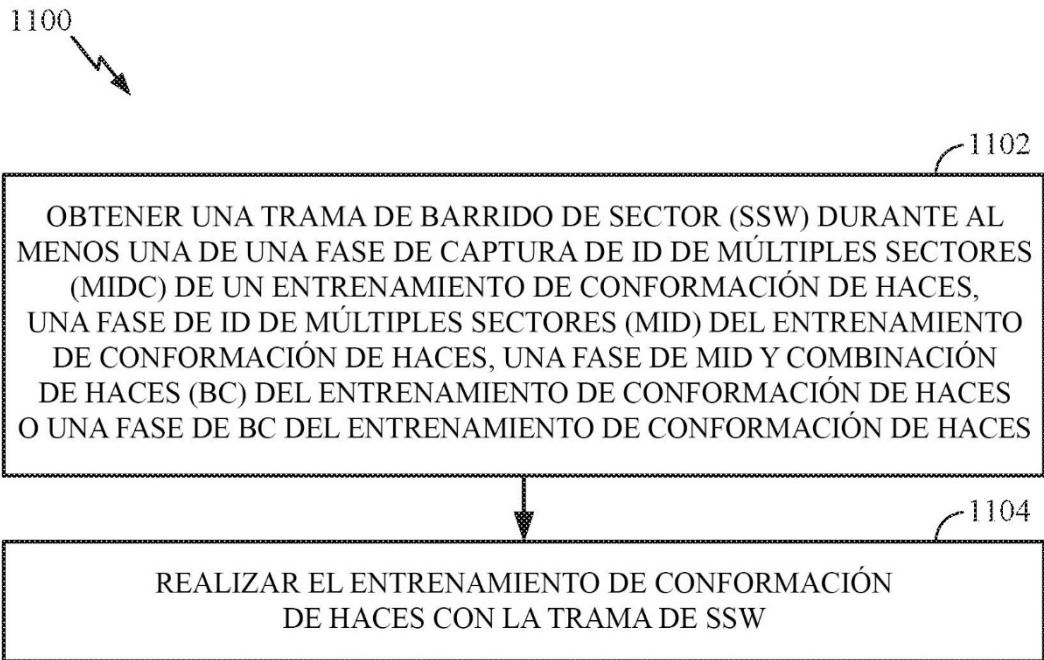 1100
1102
OBTENER UNA TRAMA DE BARRIDO DE SECTOR (SSW) DURANTE AL
MENOS UNA DE UNA FASE DE CAPTURA DE ID DE MÚLTIPLES SECTORES
(MIDC) DE UN ENTRENAMIENTO DE CONFORMACIÓN DE HACES,
UNA FASE DE ID DE MÚLTIPLES SECTORES (MID) DEL ENTRENAMIENTO
DE CONFORMACIÓN DE HACES, UNA FASE DE MID Y COMBINACIÓN
DE HACES (BC) DEL ENTRENAMIENTO DE CONFORMACIÓN DE HACES
O UNA FASE DE BC DEL ENTRENAMIENTO DE CONFORMACIÓN DE HACES
1104
REALIZAR EL ENTRENAMIENTO DE CONFORMACIÓN
DE HACES CON LA TRAMA DE SSW